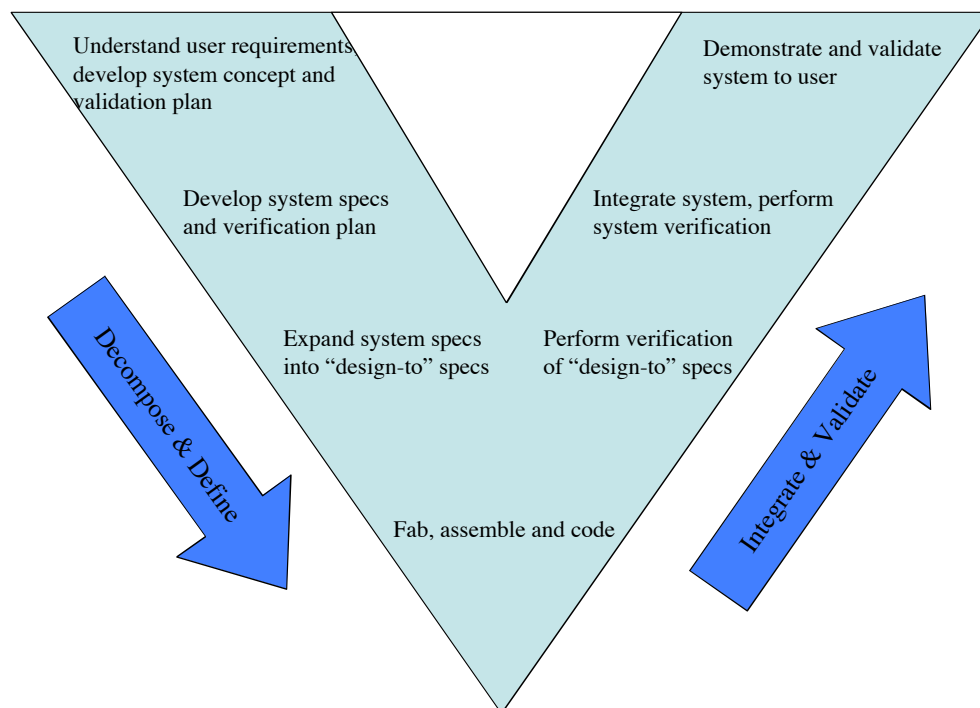 Understand user requirements,
develop system concept and
validation plan
Demonstrate and validate
system to user
Develop system specs
and verification plan
Integrate system, perform
system verification
Expand system specs
into “design-to” specs
Perform verification
of “design-to” specs
Fab, assemble and code
Decompose & Define
Integrate & Validate